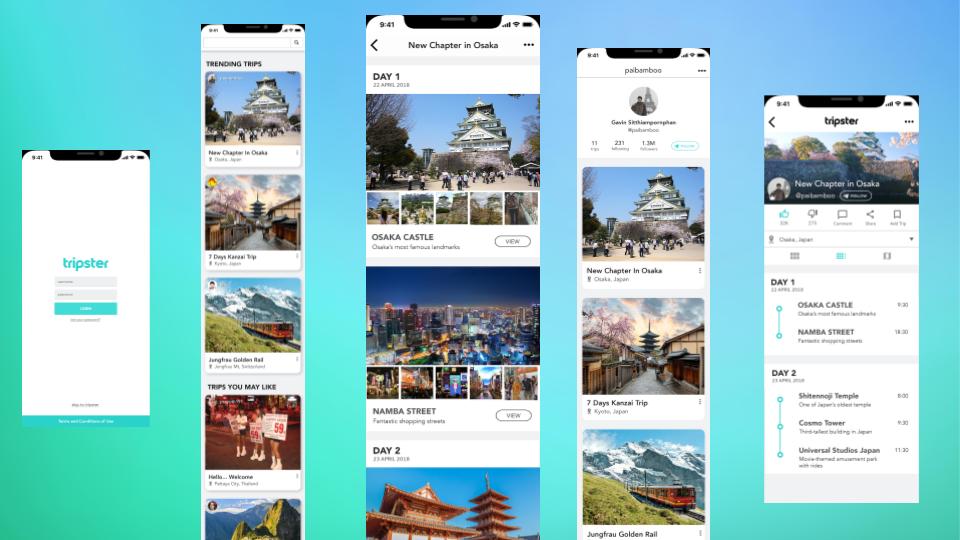 9:41
tripster
username
password
LOGIN
Skip to tripster
Terms and Conditions of Use
9:41
TRENDING TRIPS
New Chapter In Osaka
Osaka, Japan
7 Days Kanzai Trip
Kyoto, Japan
Jungfrau Golden Rail
Jungfrau Mt, Switzerland
TRIPS YOU MAY LIKE
Hello... Welcome
Pattaya City, Thailand
9:41
New Chapter in Osaka
DAY 1
22 APRIL 2018
OSAKA CASTLE
Osaka's most famous landmarks
VIEW
NAMBA STREET
Fantastic shopping streets
VIEW
DAY 2
23 APRIL 2018
9:41
paibamboo
Gavin Sitthiampornphan
@paibamboo
11 231 1.3M
trips following followers
FOLLOW
New Chapter In Osaka
Osaka, Japan
7 Days Kanzai Trip
Kyoto, Japan
Jungfrau Golden Rail
9:41
tripster
New Chapter in Osaka
@paibamboo FOLLOW
Comment Share Add Trip
Osaka, Japan
DAY 1
22 APRIL 2018
OSAKA CASTLE 9:30
Osaka's most famous landmarks
NAMBA STREET 18:30
Fantastic shopping streets
DAY 2
23 APRIL 2018
Shitennoji Temple 8:00
One of Japan's oldest temple
Cosmo Tower 9:30
Third-tallest building in Japan
Universal Studios Japan 11:30
Movie-themed amusement park
with rides